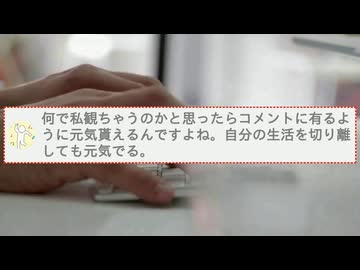 何で私観ちゃうのかと思ったらコメントに有るよ
うに元気貰えるんですよね。自分の生活を切り離
しても元気でる。